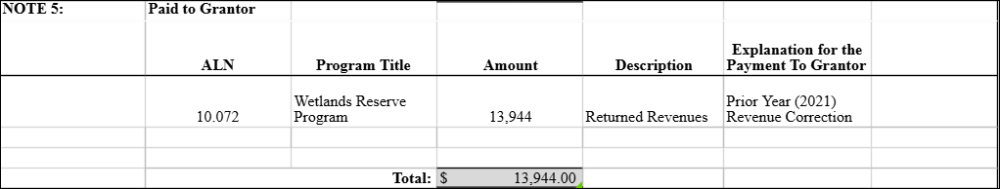 NOTE 5: Paid to Grantor
Explanation for the
ALN Program Title Amount Description Payment To Grantor
Wetlands Reserve Prior Year (2021)
10.072 Program 13,944 Returned Revenues Revenue Correction
Total: $ 13,944.00